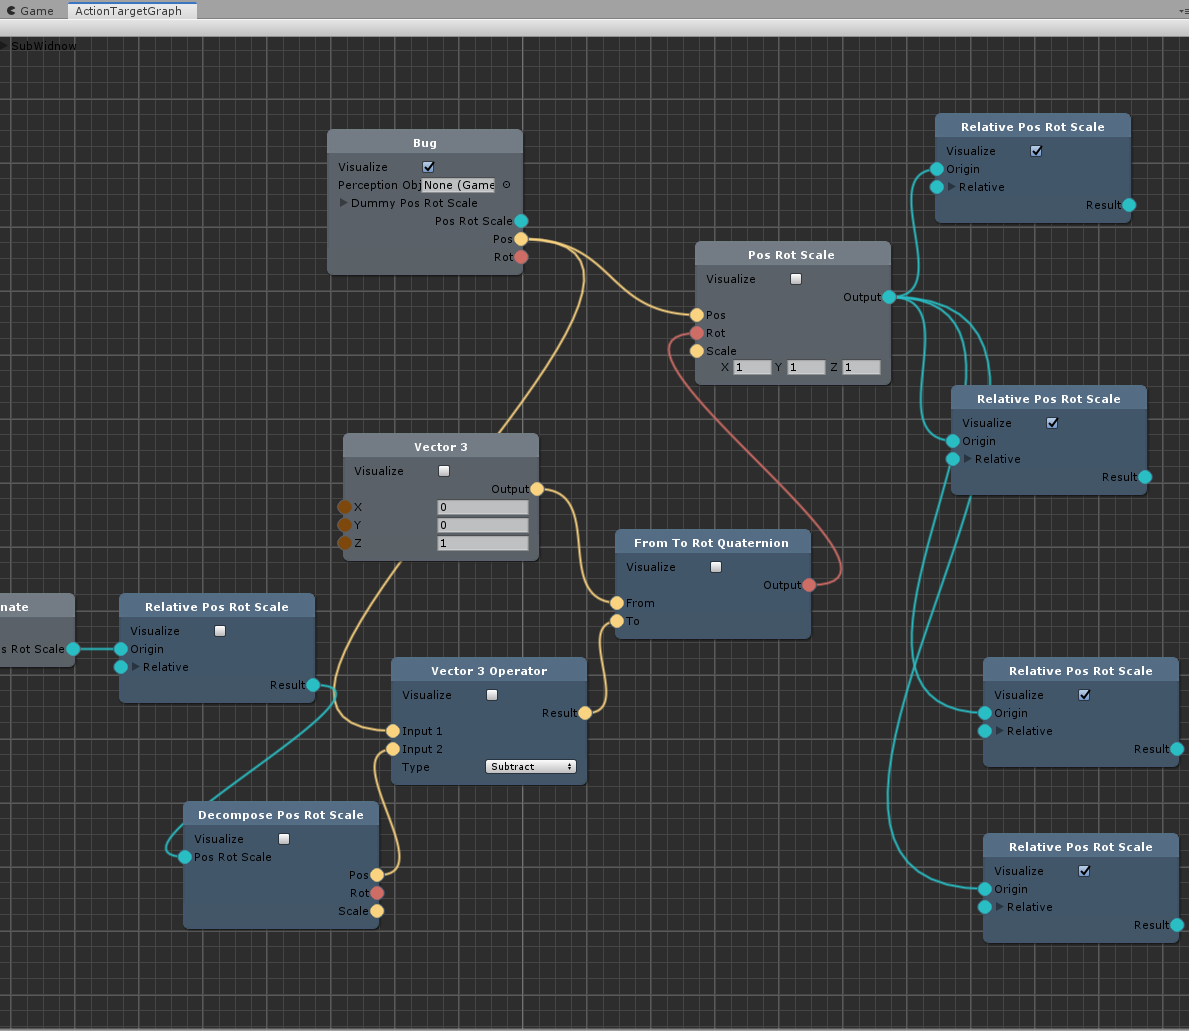 Game
ActionTargetGraph
SubWidnow
Bug
Visualize
Perception Obj
None (Game
Dummy Pos Rot Scale
Pos Rot Scale
Pos
Rot
Relative Pos Rot Scale
Visualize
Origin
Relative
Result
Pos Rot Scale
Visualize
Output
Pos
Rot
Scale
X 1 Y 1 Z 1
Relative Pos Rot Scale
Visualize
Origin
Relative
Result
Vector 3
Visualize
Output
X 0
Y 0
Z 1
From To Rot Quaternion
Visualize
Output
From
To
nate
s Rot Scale
Relative Pos Rot Scale
Visualize
Origin
Relative
Result
Vector 3 Operator
Visualize
Result
Input 1
Input 2
Type Subtract
Relative Pos Rot Scale
Visualize
Origin
Relative
Result
Decompose Pos Rot Scale
Visualize
Pos Rot Scale
Pos
Rot
Scale
Relative Pos Rot Scale
Visualize
Origin
Relative
Result